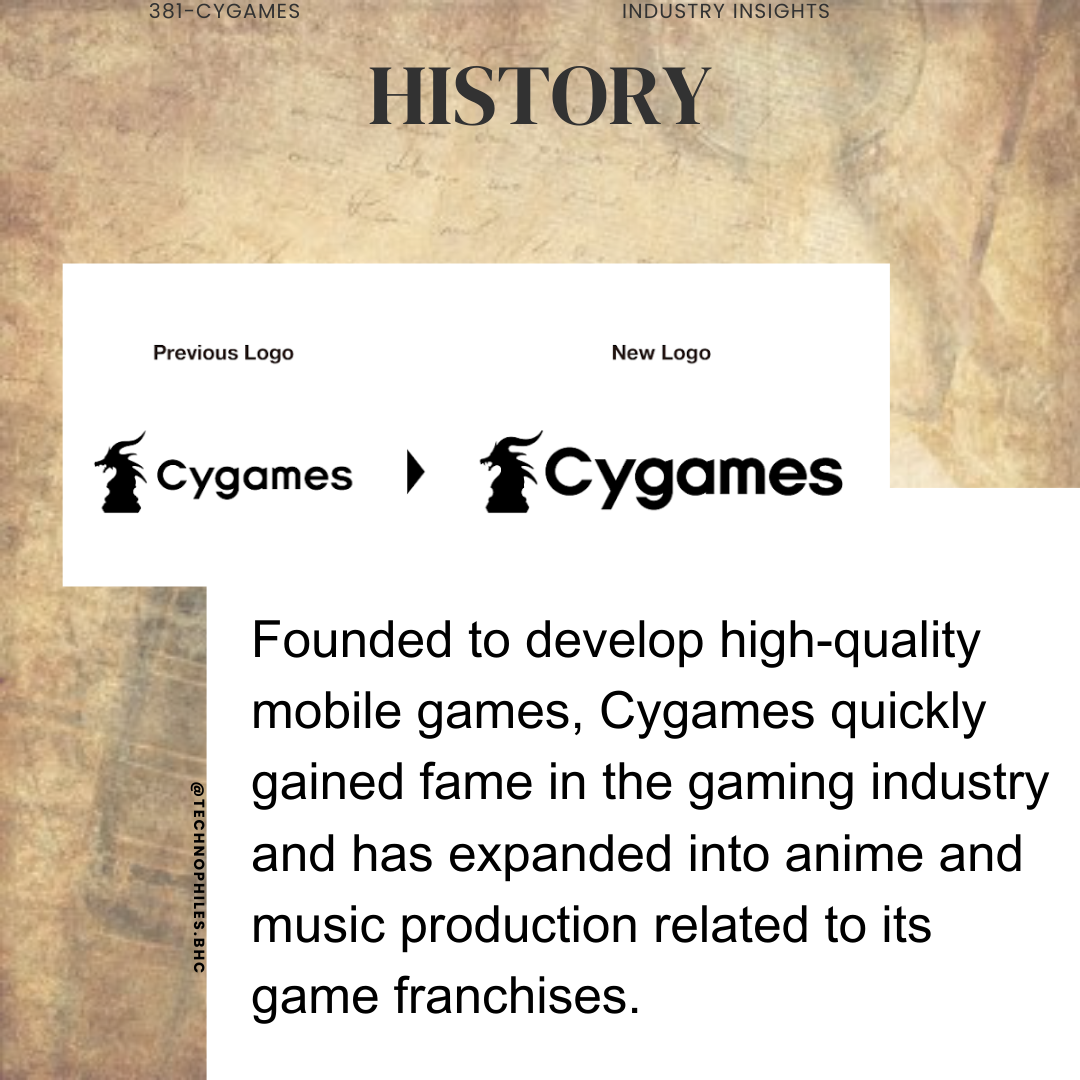 381-CYGAMES
INDUSTRY INSIGHTS
HISTORY
Previous Logo
New Logo
Cygames
Cygames
Founded to develop high-quality
mobile games, Cygames quickly
gained fame in the gaming industry
and has expanded into anime and
music production related to its
game franchises.
@TECHNOPHILES.BHC